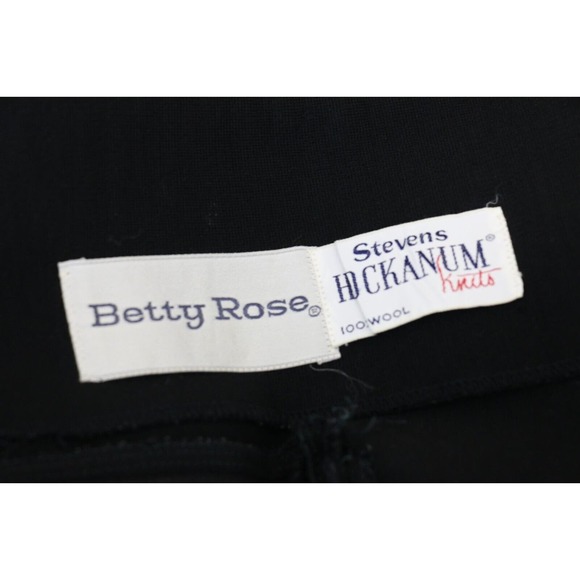 Betty Rose®
Stevens
HOCKANUM®
Knits
100% WOOL